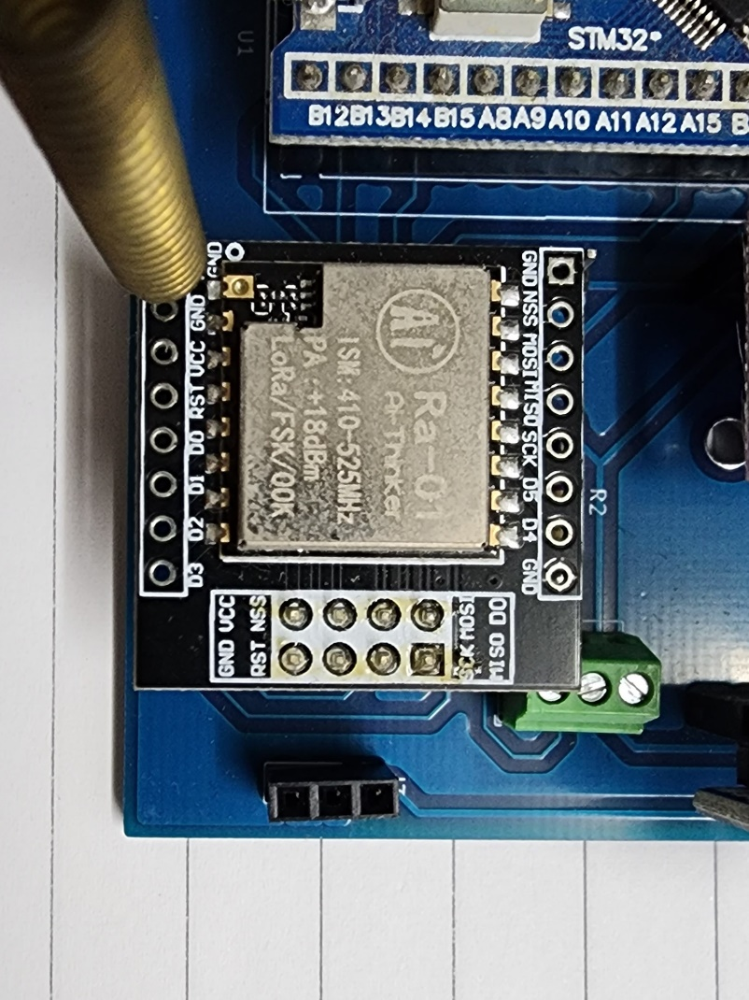 U1
STM32
B12 B13 B14 B15 A8 A9 A10 A11 A12 A15
GND
GND
VCC
RST
D0
D1
D2
D3
Ai
Ra-01
Ai-Thinker
ISM:410-525MHz
PA :+18dBm
LoRa/FSK/OOK
GND
NSS
MOSI
MISO
SCK
D5
D4
GND
R2
GND VCC
RST NSS
SCK MOSI
MISO D0